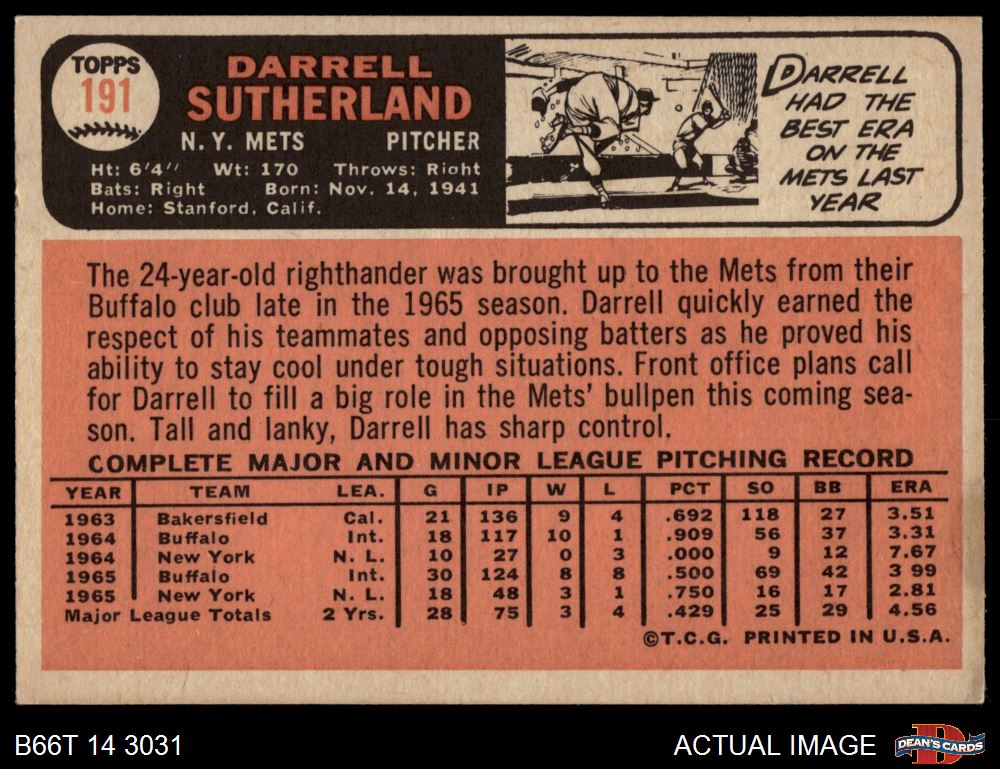 TOPPS
191
DARRELL
SUTHERLAND
N. Y. METS PITCHER
Ht: 6'4" Wt: 170 Throws: Right
Bats: Right Born: Nov. 14, 1941
Home: Stanford, Calif.
DARRELL
HAD THE
BEST ERA
ON THE
METS LAST
YEAR
The 24-year-old righthander was brought up to the Mets from their
Buffalo club late in the 1965 season. Darrell quickly earned the
respect of his teammates and opposing batters as he proved his
ability to stay cool under tough situations. Front office plans call
for Darrell to fill a big role in the Mets' bullpen this coming sea-
son. Tall and lanky, Darrell has sharp control.
COMPLETE MAJOR AND MINOR LEAGUE PITCHING RECORD
YEAR TEAM LEA. G IP W L PCT SO BB ERA
1963 Bakersfield Cal. 21 136 9 4 .692 118 27 3.51
1964 Buffalo Int. 18 117 10 1 .909 56 37 3.31
1964 New York N. L. 10 27 0 3 .000 9 12 7.67
1965 Buffalo Int. 30 124 8 8 .500 69 42 3 99
1965 New York N. L. 18 48 3 1 .750 16 17 2.81
Major League Totals 2 Yrs. 28 75 3 4 .429 25 29 4.56
©T.C.G. PRINTED IN U.S.A.
B66T 14 3031
ACTUAL IMAGE
D
DEAN'S CARDS